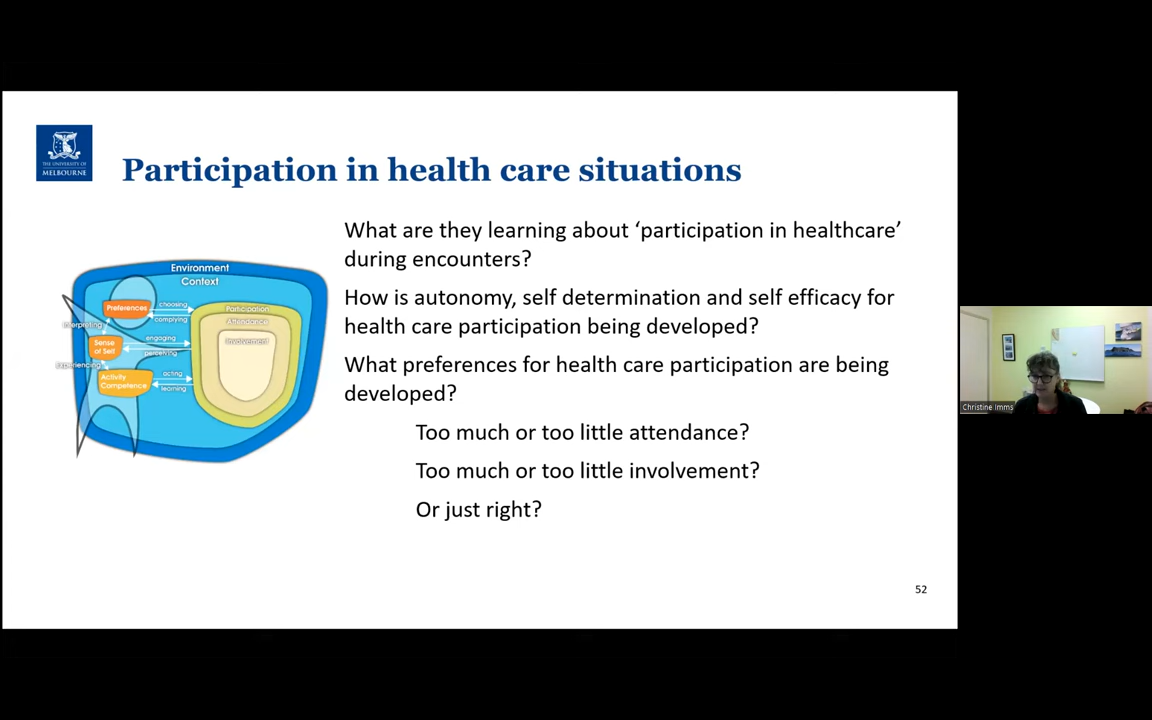 THE UNIVERSITY OF
MELBOURNE
Participation in health care situations
Environment
Context
Preferences
choosing
complying
Participation
Attendance
Involvement
Interpreting
Sense
of Self
engaging
perceiving
Experiencing
Activity
Competence
acting
learning
What are they learning about ‘participation in healthcare’
during encounters?
How is autonomy, self determination and self efficacy for
health care participation being developed?
What preferences for health care participation are being
developed?
Too much or too little attendance?
Too much or too little involvement?
Or just right?
52
Christine Imms